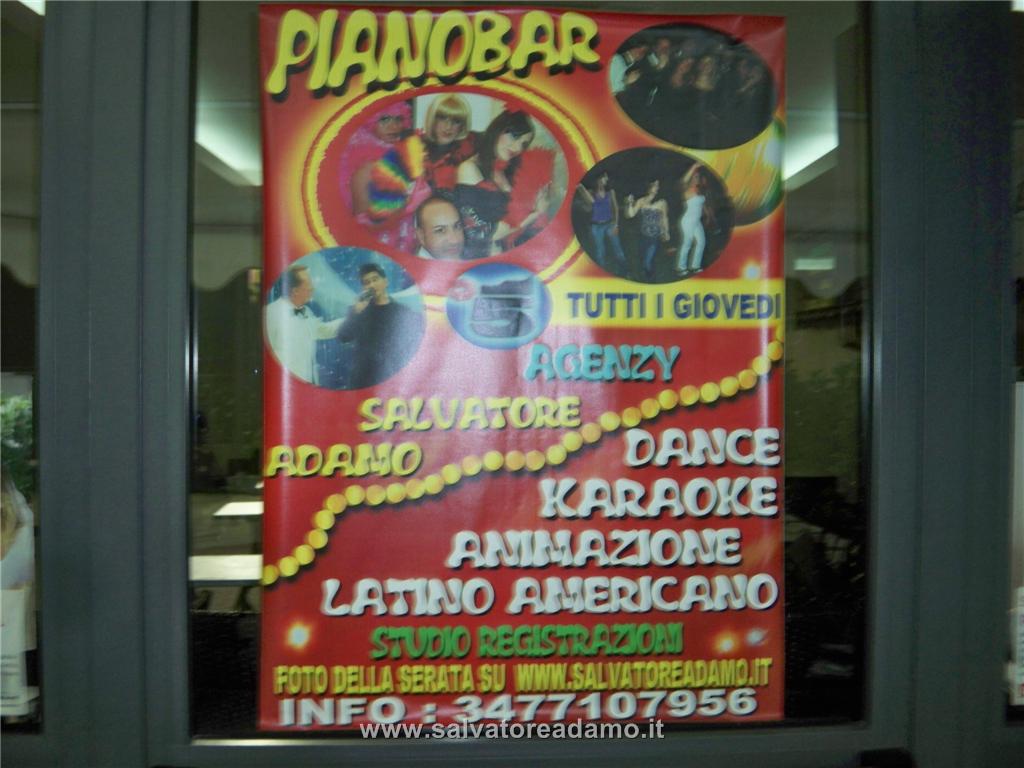 PIANOBAR
TUTTI I GIOVEDI
AGENZY
SALVATORE
ADAMO
DANCE
KARAOKE
ANIMAZIONE
LATINO AMERICANO
STUDIO REGISTRAZIONI
FOTO DELLA SERATA SU WWW.SALVATOREADAMO.IT
INFO : 3477107956
www.salvatoreadamo.it